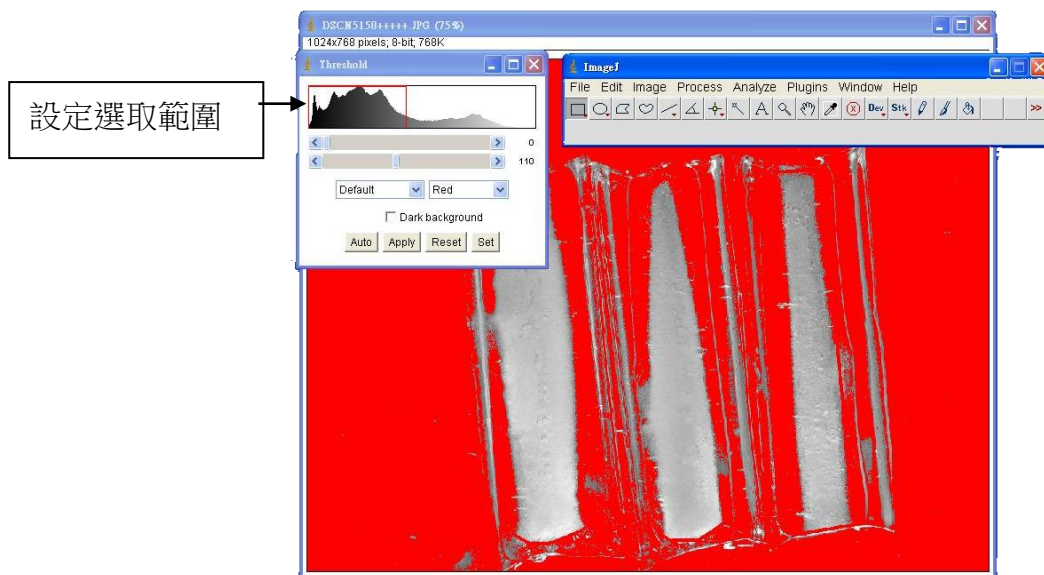 DSCN5158+++++.JPG (75%)
1024x768 pixels; 8-bit; 768K
Threshold
ImageJ
File Edit Image Process Analyze Plugins Window Help
Dev Stk >>
設定選取範圍
0
110
Default Red
Dark background
Auto Apply Reset Set